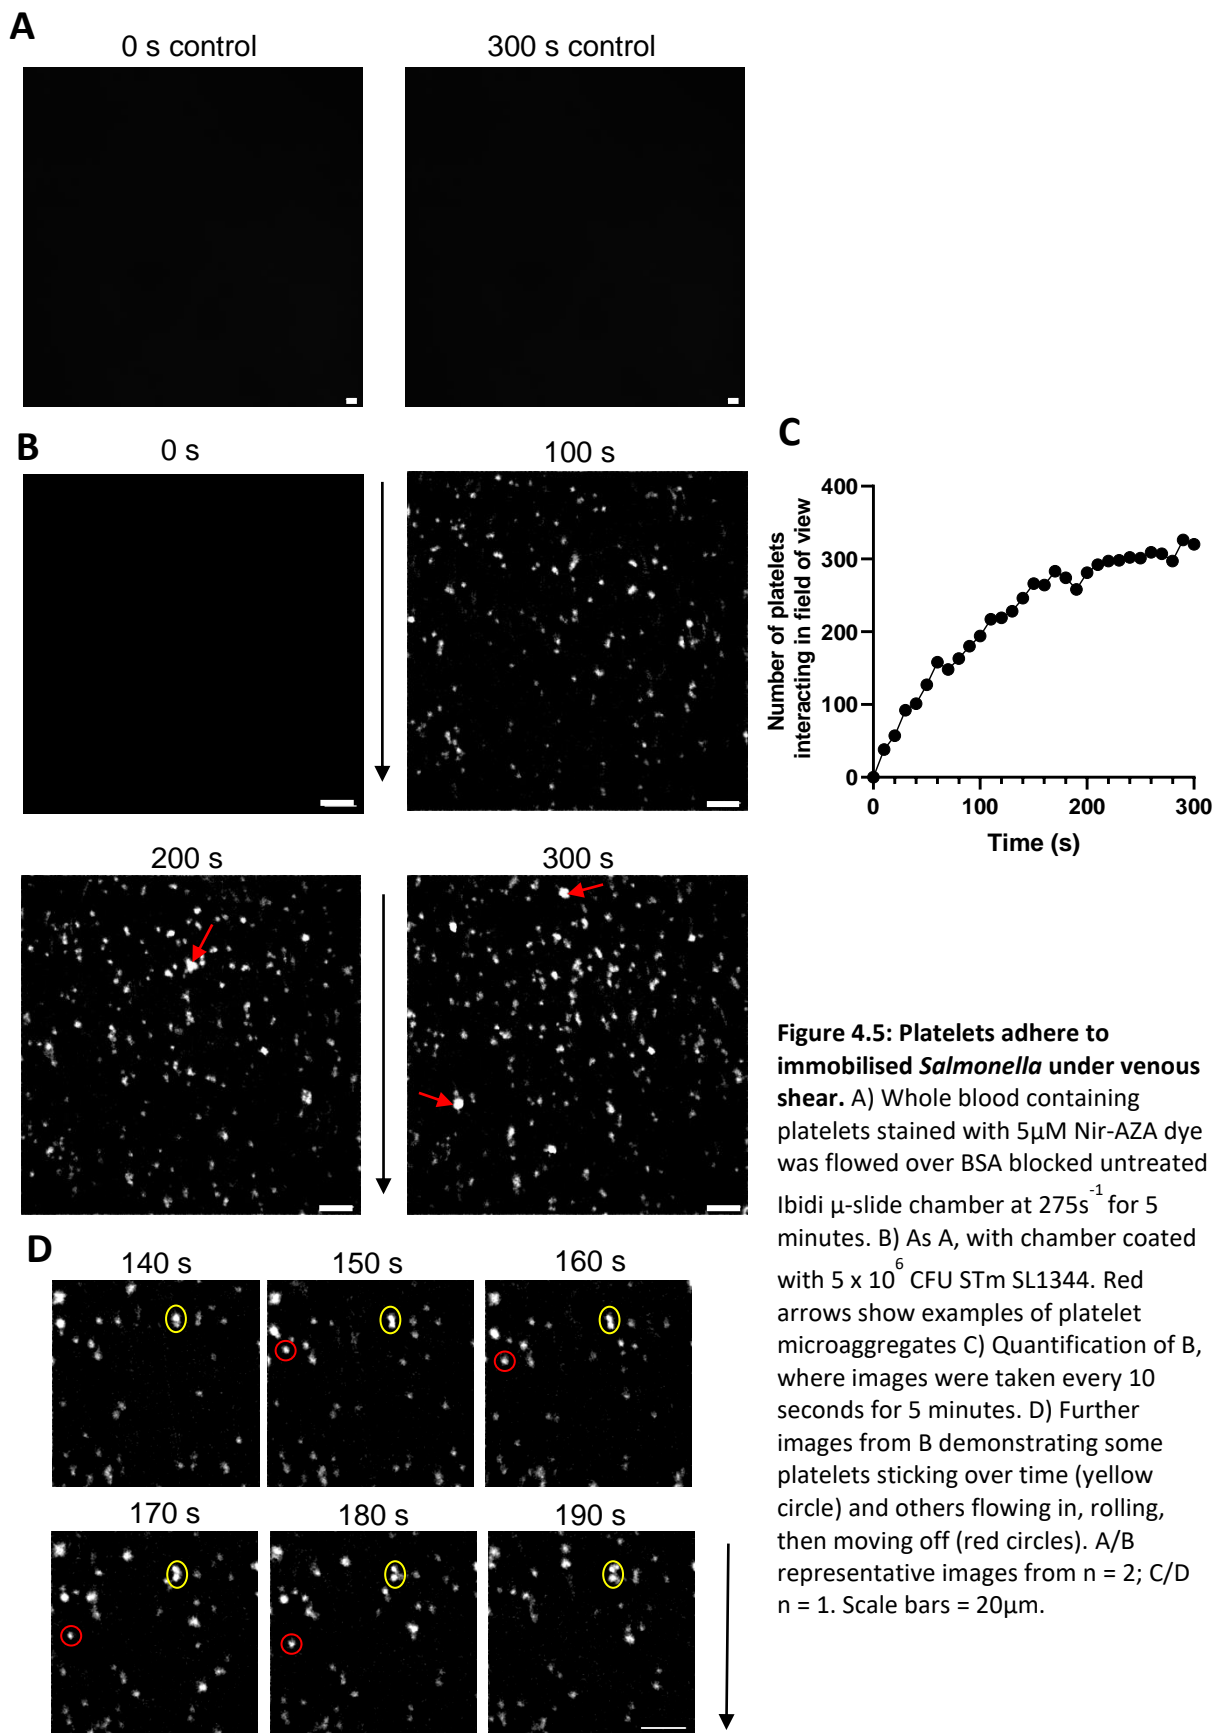 A
0 s control
300 s control
B
0 s
100 s
200 s
300 s
C
Number of platelets
interacting in field of view
400
300
200
100
0
0
100
200
300
Time (s)
D
140 s
150 s
160 s
170 s
180 s
190 s
Figure 4.5: Platelets adhere to
immobilised Salmonella under venous
shear. A) Whole blood containing
platelets stained with 5µM Nir-AZA dye
was flowed over BSA blocked untreated
Ibidi µ-slide chamber at 275s⁻¹ for 5
minutes. B) As A, with chamber coated
with 5 x 10⁶ CFU STm SL1344. Red
arrows show examples of platelet
microaggregates C) Quantification of B,
where images were taken every 10
seconds for 5 minutes. D) Further
images from B demonstrating some
platelets sticking over time (yellow
circle) and others flowing in, rolling,
then moving off (red circles). A/B
representative images from n = 2; C/D
n = 1. Scale bars = 20µm.